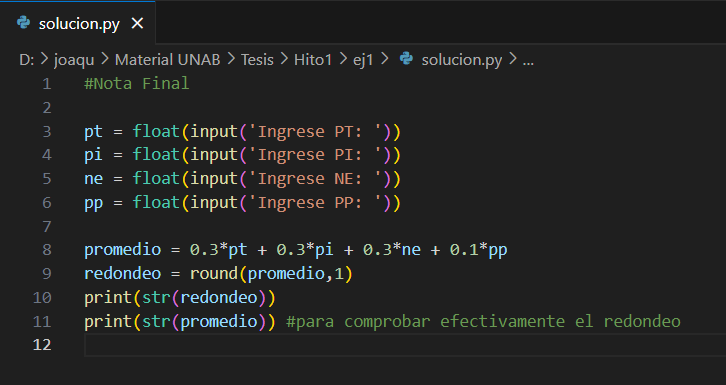 solucion.py ×
D: > joaqu > Material UNAB > Tesis > Hito1 > ej1 > solucion.py > ...
1 #Nota Final
2
3 pt = float(input('Ingrese PT: '))
4 pi = float(input('Ingrese PI: '))
5 ne = float(input('Ingrese NE: '))
6 pp = float(input('Ingrese PP: '))
7
8 promedio = 0.3*pt + 0.3*pi + 0.3*ne + 0.1*pp
9 redondeo = round(promedio,1)
10 print(str(redondeo))
11 print(str(promedio)) #para comprobar efectivamente el redondeo
12